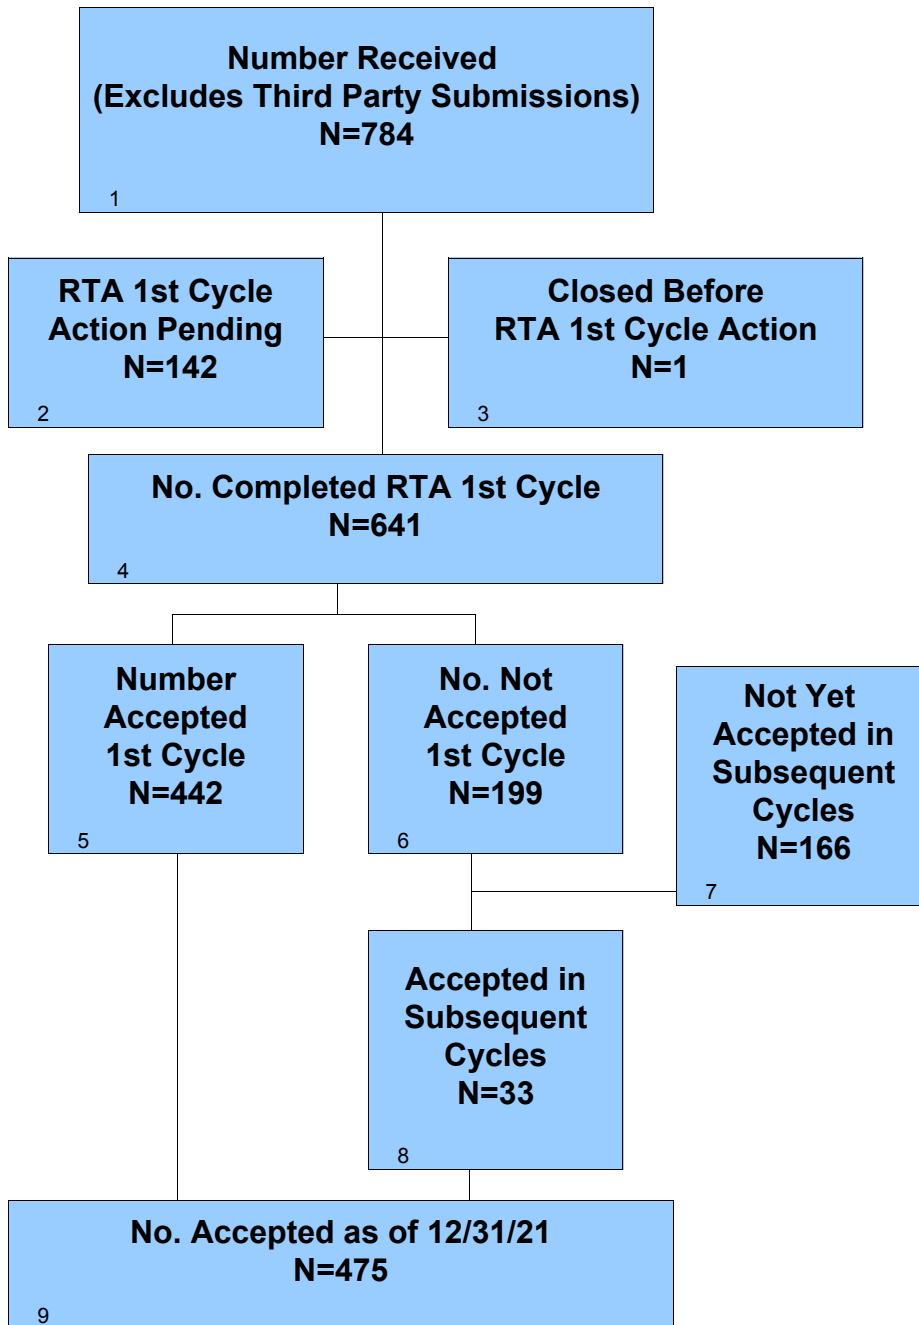 Number Received
(Excludes Third Party Submissions)
N=784
1
RTA 1st Cycle
Action Pending
N=142
2
Closed Before
RTA 1st Cycle Action
N=1
3
No. Completed RTA 1st Cycle
N=641
4
Number
Accepted
1st Cycle
N=442
5
No. Not
Accepted
1st Cycle
N=199
6
Not Yet
Accepted in
Subsequent
Cycles
N=166
7
Accepted in
Subsequent
Cycles
N=33
8
No. Accepted as of 12/31/21
N=475
9